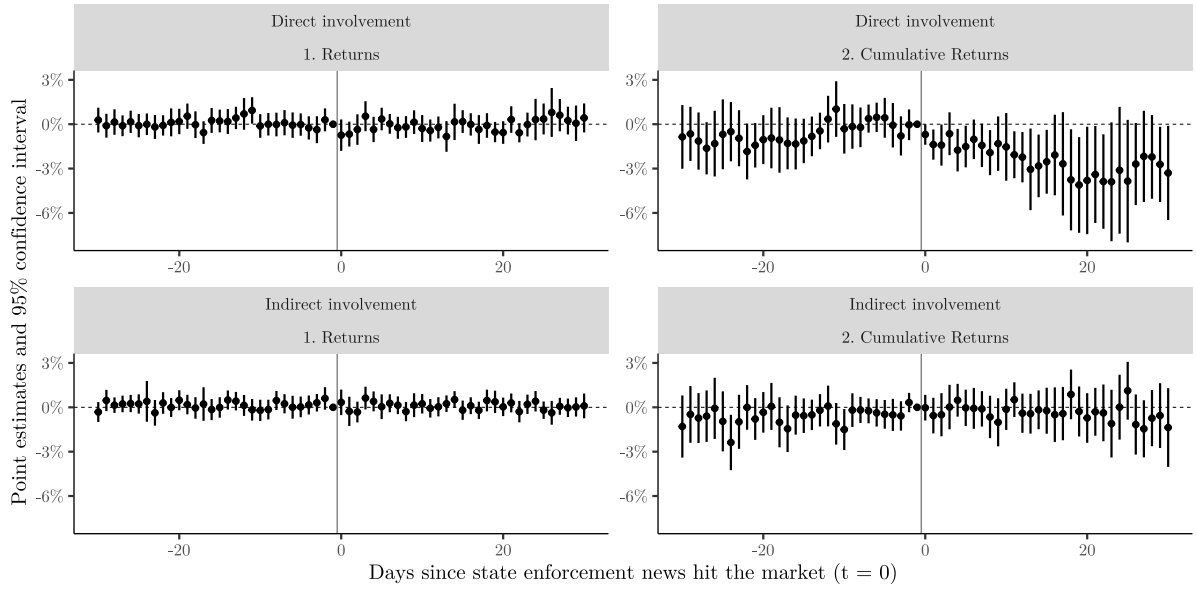 Direct involvement
1. Returns
3%
0%
-3%
-6%
-20
0
20
Direct involvement
2. Cumulative Returns
3%
0%
-3%
-6%
-20
0
20
Indirect involvement
1. Returns
3%
0%
-3%
-6%
-20
0
20
Indirect involvement
2. Cumulative Returns
3%
0%
-3%
-6%
-20
0
20
Point estimates and 95% confidence interval
Days since state enforcement news hit the market (t = 0)